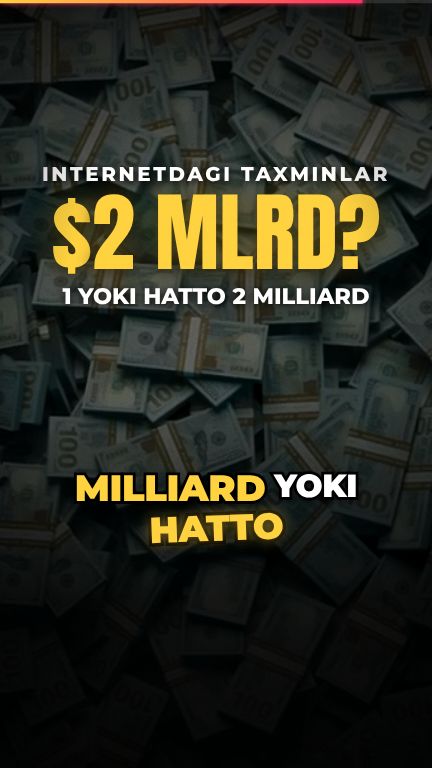 INTERNETDAGI TAXMINLAR
$2 MLRD?
1 YOKI HATTO 2 MILLIARD
MILLIARD YOKI
HATTO